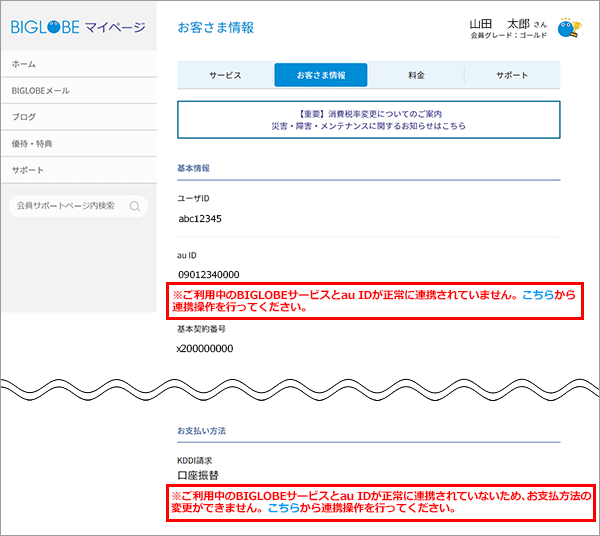 BIGLOBE マイページ
お客さま情報
山田　太郎 さん
会員グレード：ゴールド
ホーム
BIGLOBEメール
ブログ
優待・特典
サポート
会員サポートページ内検索
サービス
お客さま情報
料金
サポート
【重要】消費税率変更についてのご案内
災害・障害・メンテナンスに関するお知らせはこちら
基本情報
ユーザID
abc12345
au ID
09012340000
※ご利用中のBIGLOBEサービスとau IDが正常に連携されていません。こちらから
連携操作を行ってください。
基本契約番号
x200000000
お支払い方法
KDDI請求
口座振替
※ご利用中のBIGLOBEサービスとau IDが正常に連携されていないため、お支払方法の
変更ができません。こちらから連携操作を行ってください。